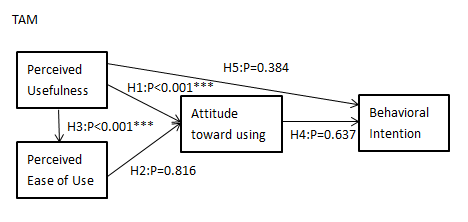 TAM
Perceived
Usefulness
H5:P=0.384
H1:P<0.001***
Attitude
toward using
Behavioral
Intention
H3:P<0.001***
H4:P=0.637
Perceived
Ease of Use
H2:P=0.816